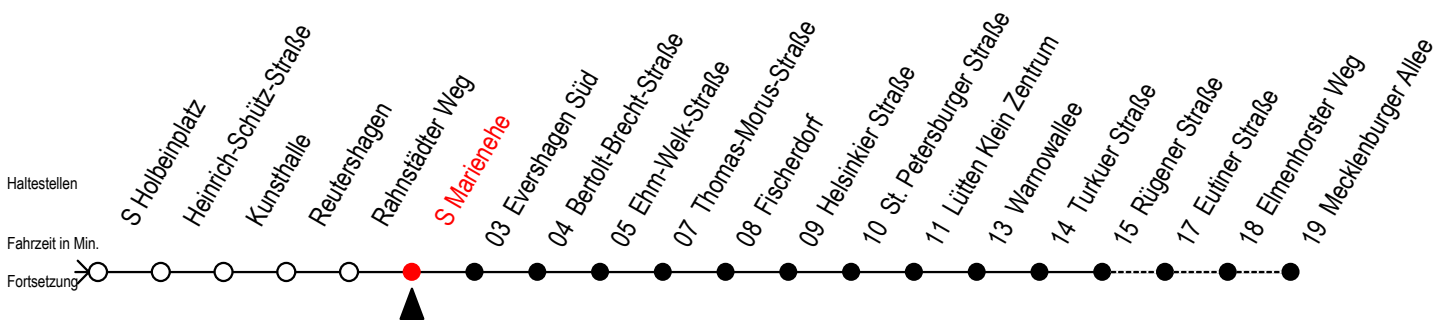 Haltestellen
Fahrzeit in Min.
Fortsetzung
S Holbeinplatz
Heinrich-Schütz-Straße
Kunsthalle
Reutershagen
Rahnstädter Weg
S Marienehe
03 Evershagen Süd
04 Bertolt-Brecht-Straße
05 Ehm-Welk-Straße
07 Thomas-Morus-Straße
08 Fischerdorf
09 Helsinkier Straße
10 St. Petersburger Straße
11 Lütten Klein Zentrum
13 Warnowallee
14 Turkuer Straße
15 Rügener Straße
17 Eutiner Straße
18 Elmenhorster Weg
19 Mecklenburger Allee